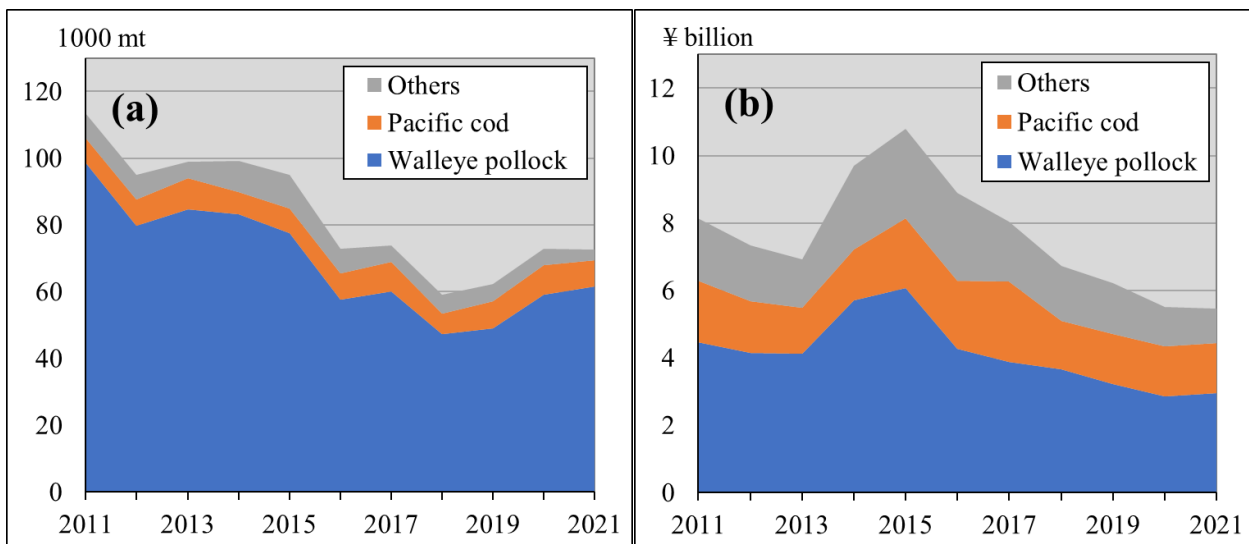 1000 mt
(a)
Others
Pacific cod
Walleye pollock
120
100
80
60
40
20
0
2011 2013 2015 2017 2019 2021
¥ billion
(b)
Others
Pacific cod
Walleye pollock
12
10
8
6
4
2
0
2011 2013 2015 2017 2019 2021